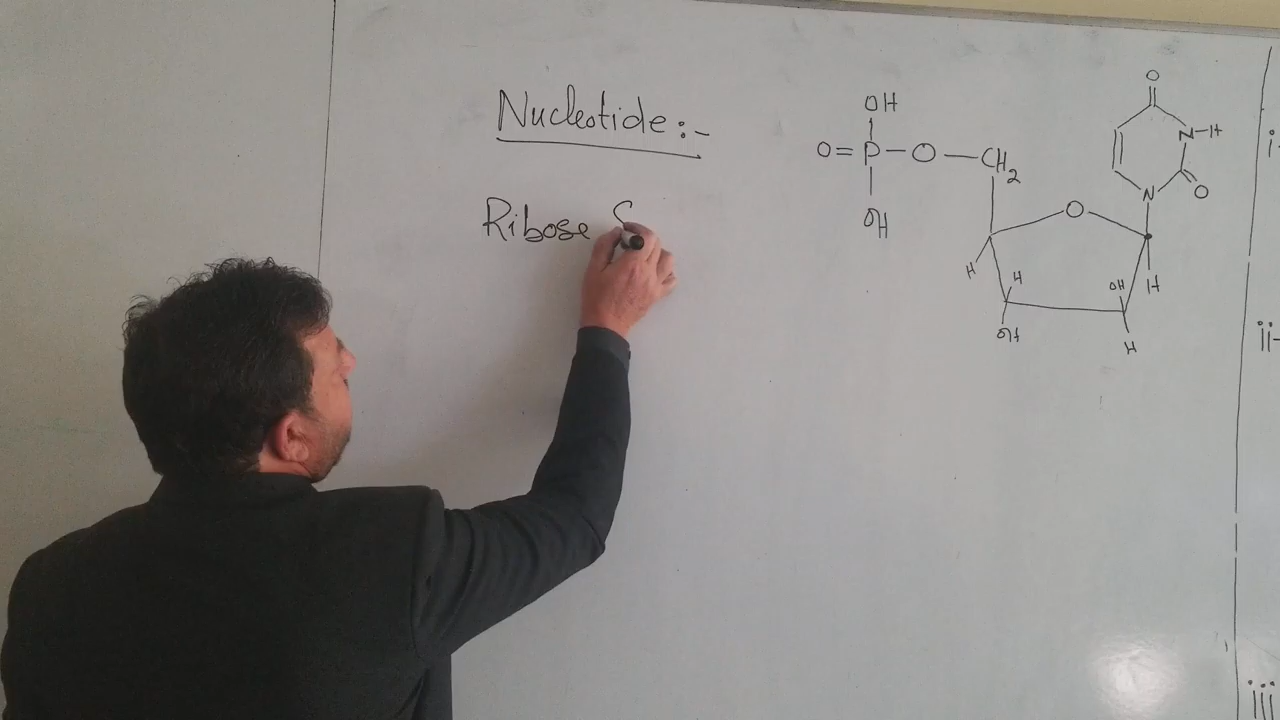 Nucleotide:-
Ribose S
OH
O=P-O-CH2
OH
O
N-H
O
N
O
H
H
OH
OH
H
H
i-
ii-
iii